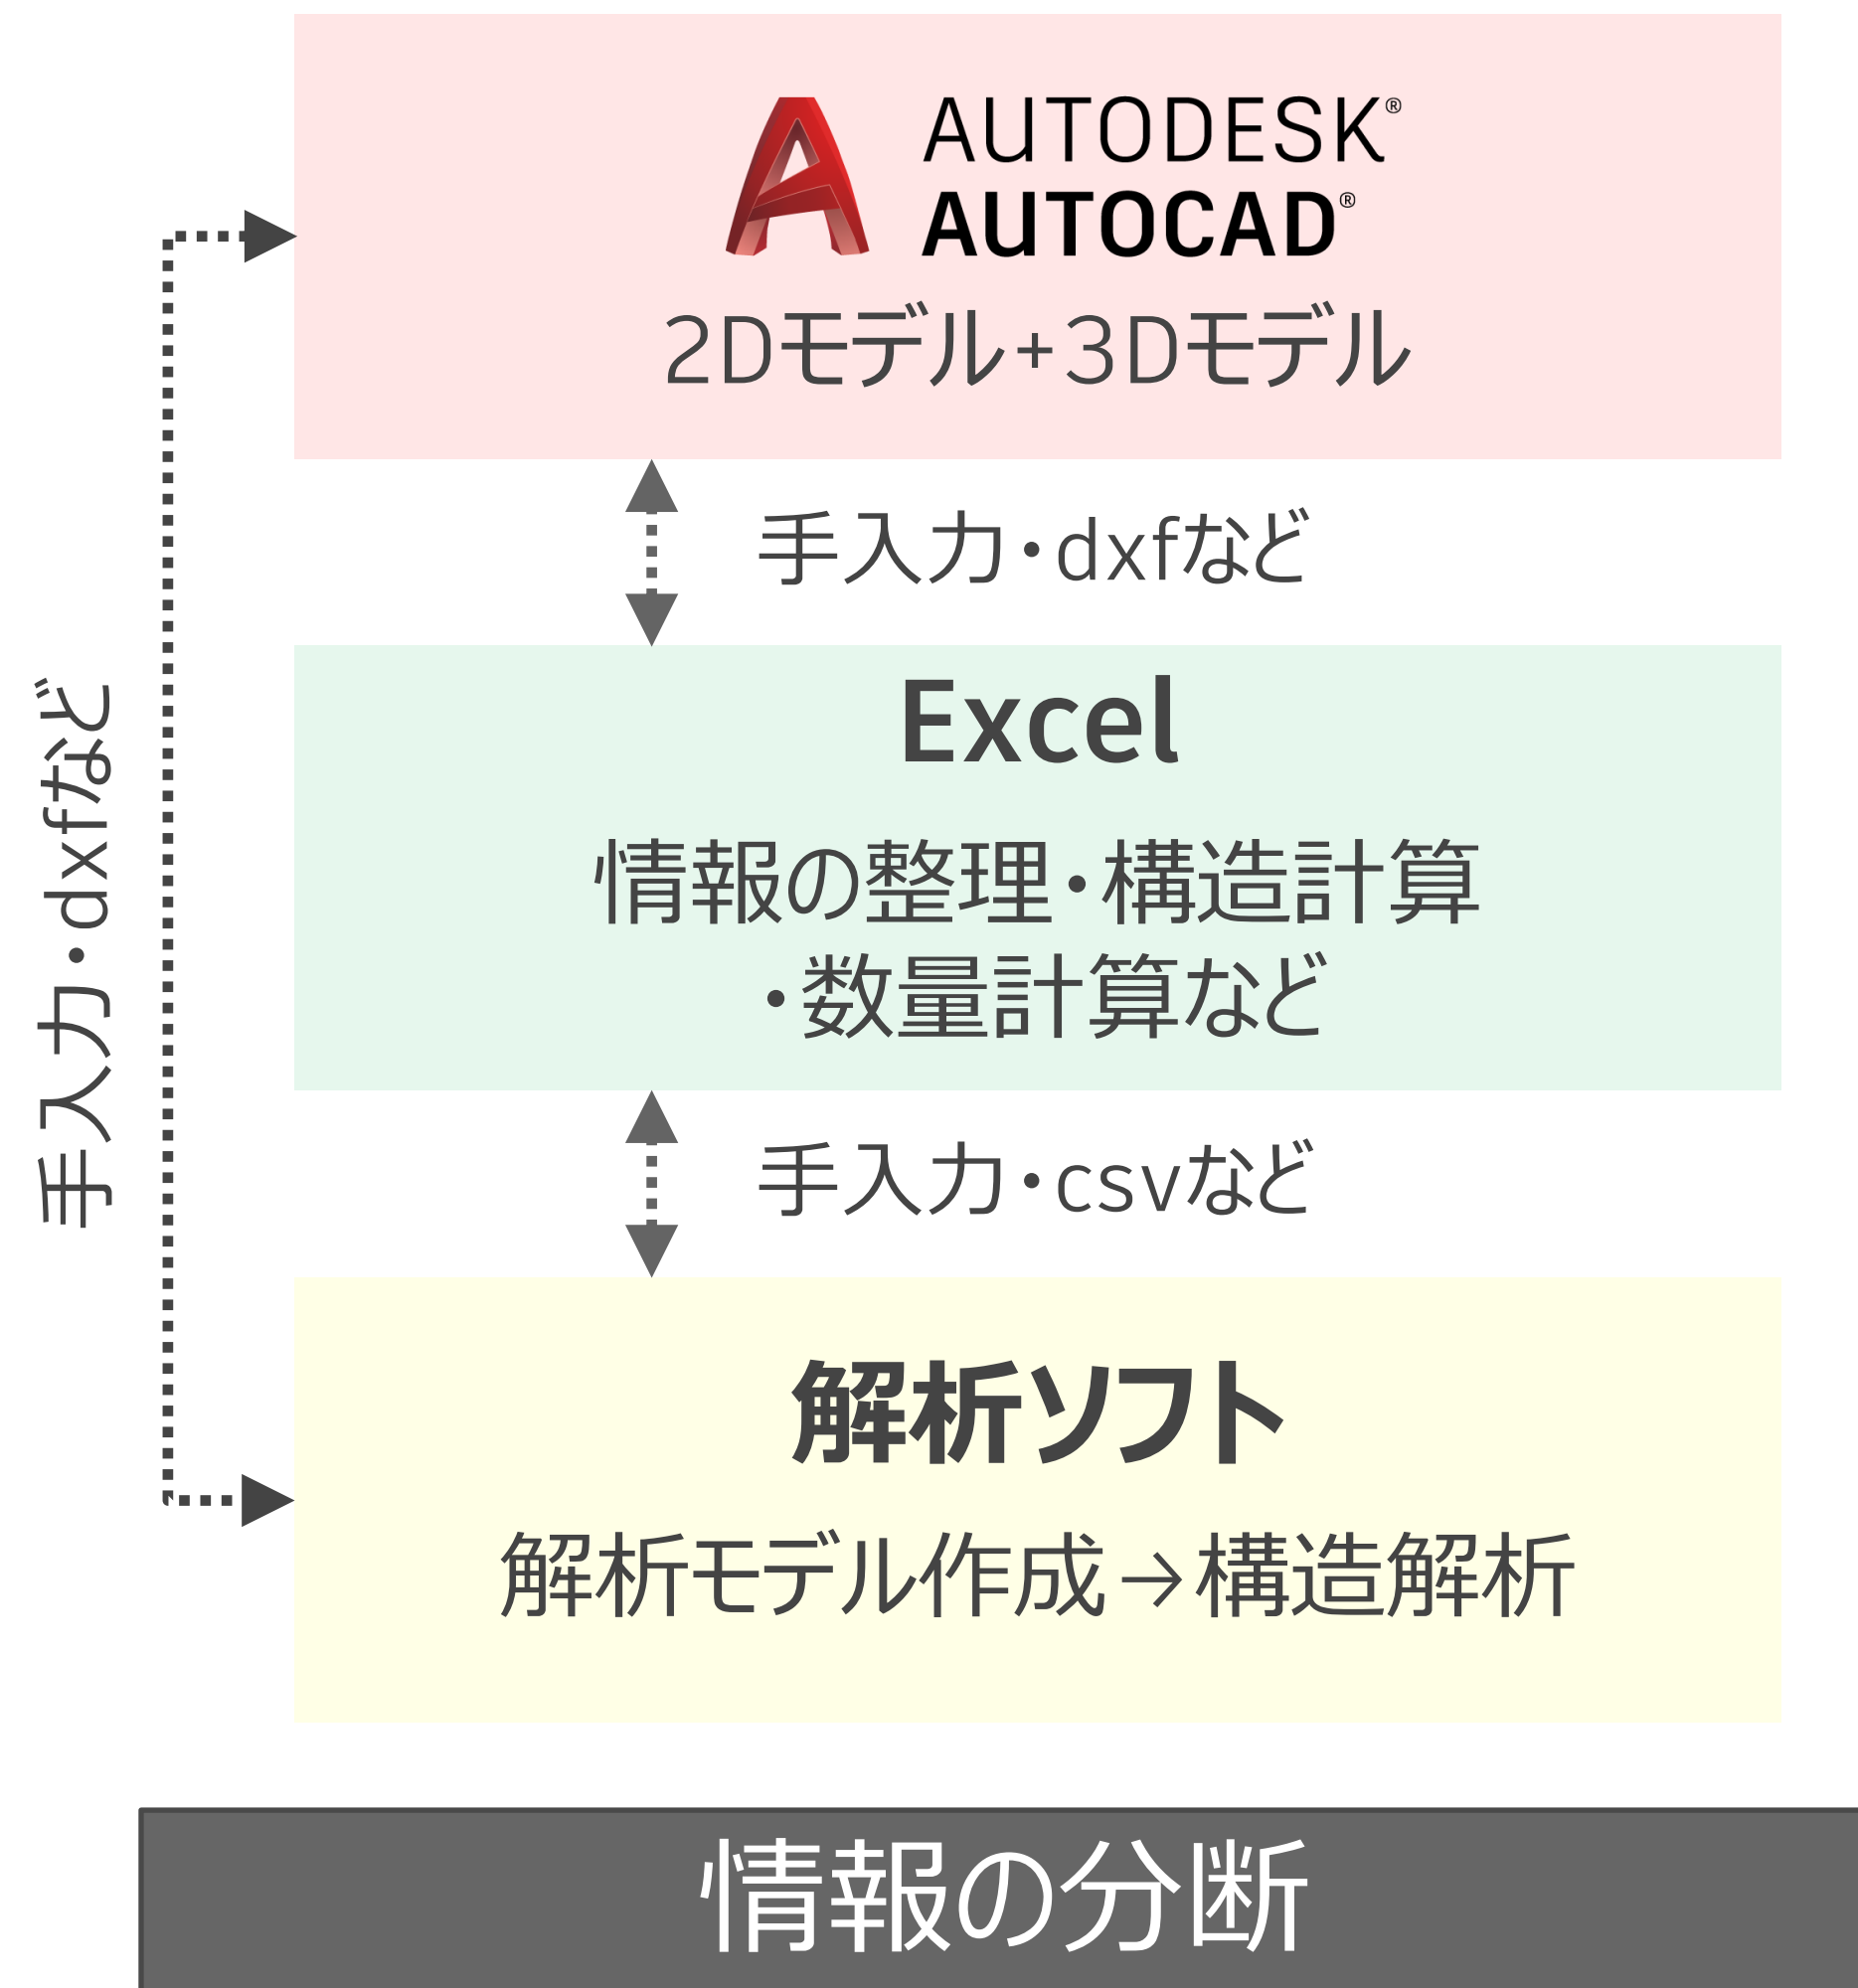 AUTODESK®
AUTOCAD®
2Dモデル+3Dモデル
手入力・dxfなど
Excel
情報の整理・構造計算
・数量計算など
手入力・dxfなど
手入力・csvなど
解析ソフト
解析モデル作成→構造解析
情報の分断